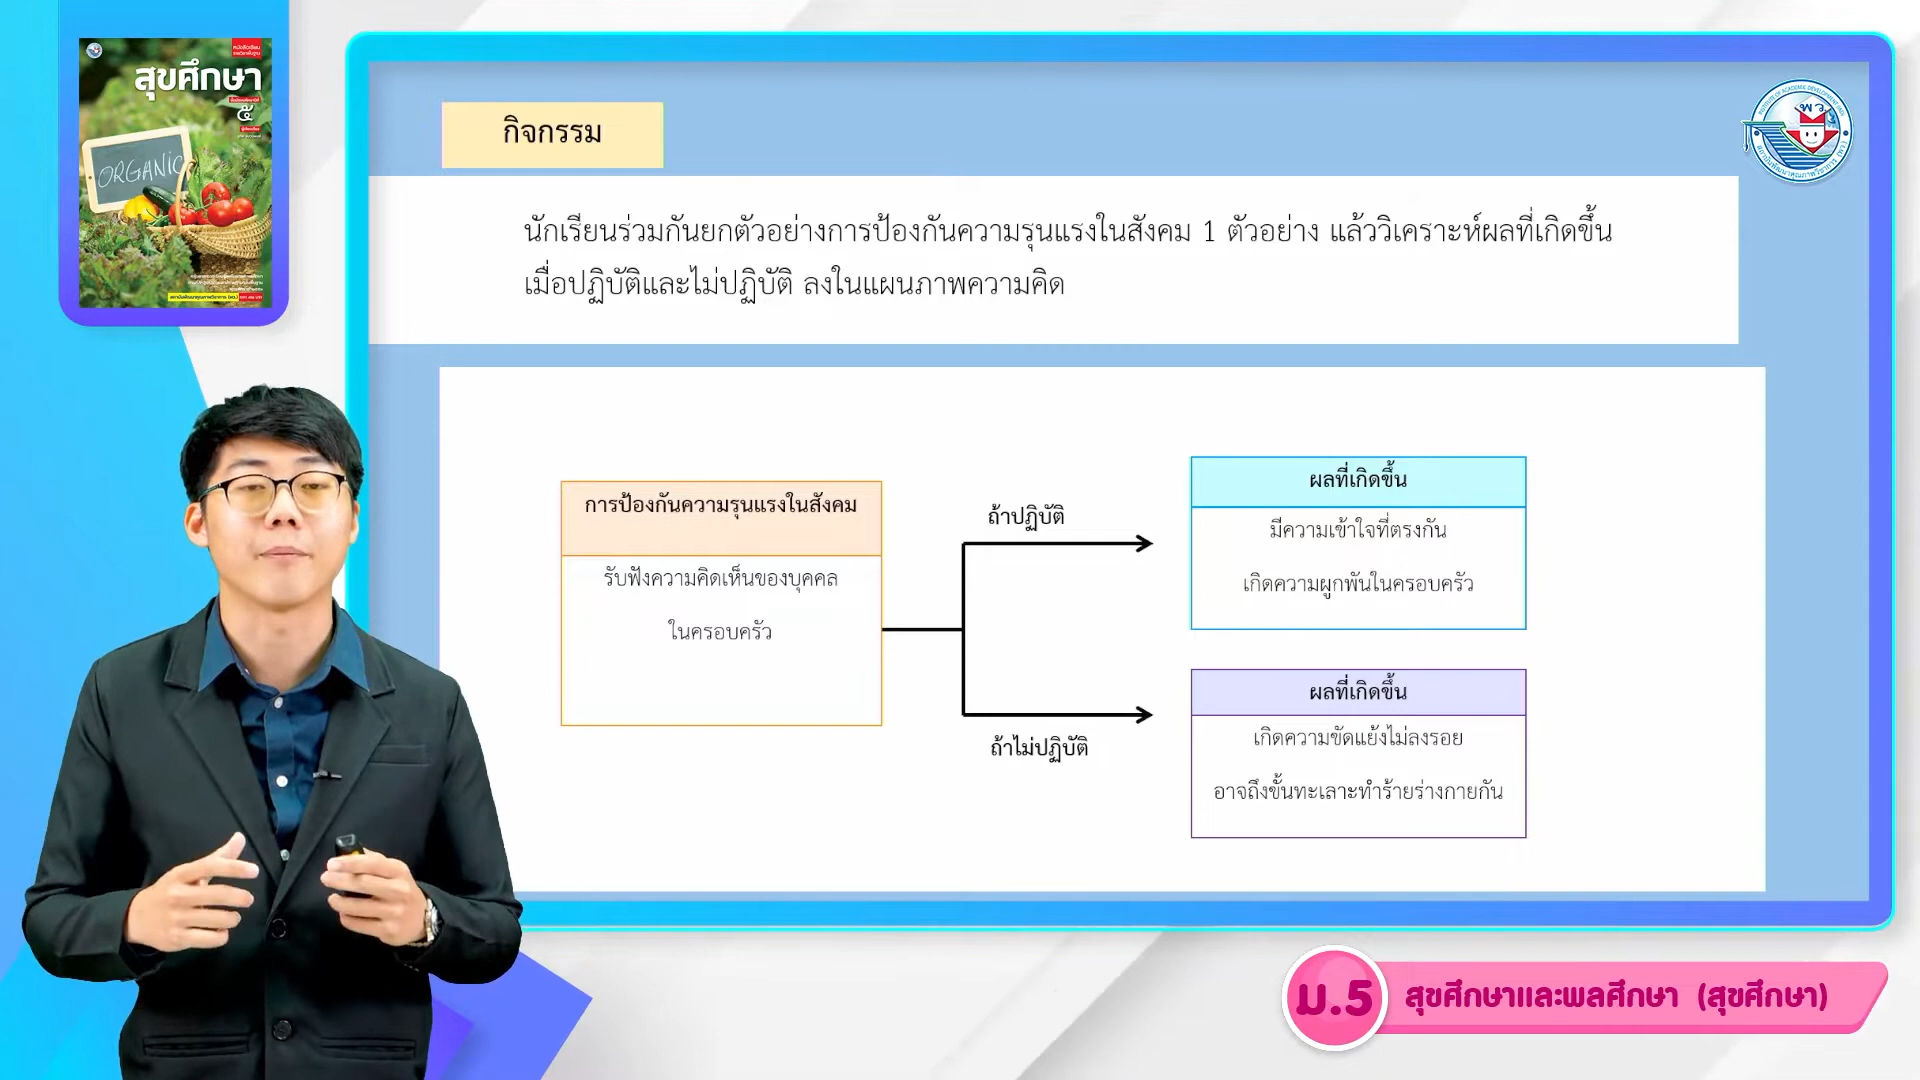 สุขศึกษา
๕
ORGANIC
กิจกรรม
พว
นักเรียนร่วมกันยกตัวอย่างการป้องกันความรุนแรงในสังคม 1 ตัวอย่าง แล้ววิเคราะห์ผลที่เกิดขึ้น
เมื่อปฏิบัติและไม่ปฏิบัติ ลงในแผนภาพความคิด
การป้องกันความรุนแรงในสังคม
รับฟังความคิดเห็นของบุคคล
ในครอบครัว
ถ้าปฏิบัติ
ผลที่เกิดขึ้น
มีความเข้าใจที่ตรงกัน
เกิดความผูกพันในครอบครัว
ถ้าไม่ปฏิบัติ
ผลที่เกิดขึ้น
เกิดความขัดแย้งไม่ลงรอย
อาจถึงขั้นทะเลาะทำร้ายร่างกายกัน
ม.5 สุขศึกษาและพลศึกษา (สุขศึกษา)